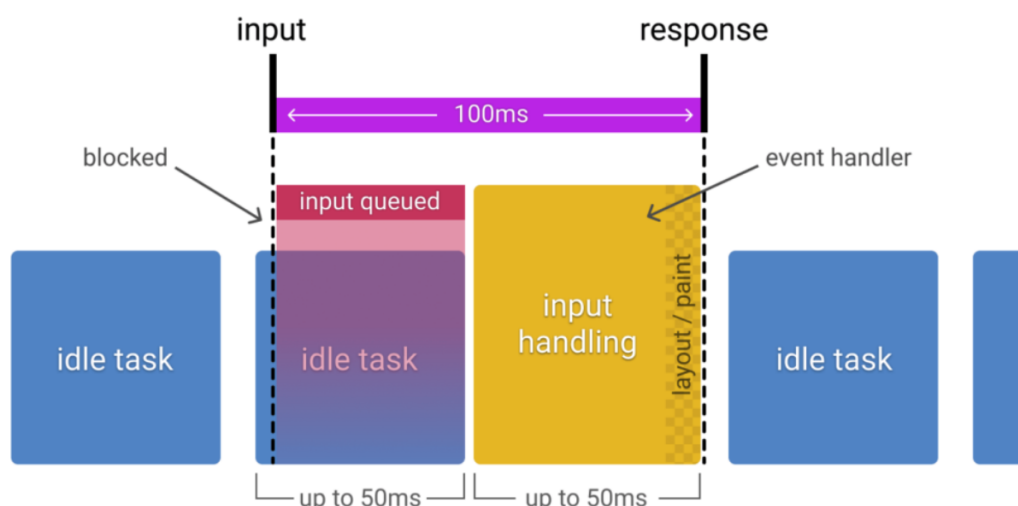 input
response
100ms
blocked
event handler
input queued
idle task
idle task
input
handling
layout / paint
idle task
up to 50ms
up to 50ms